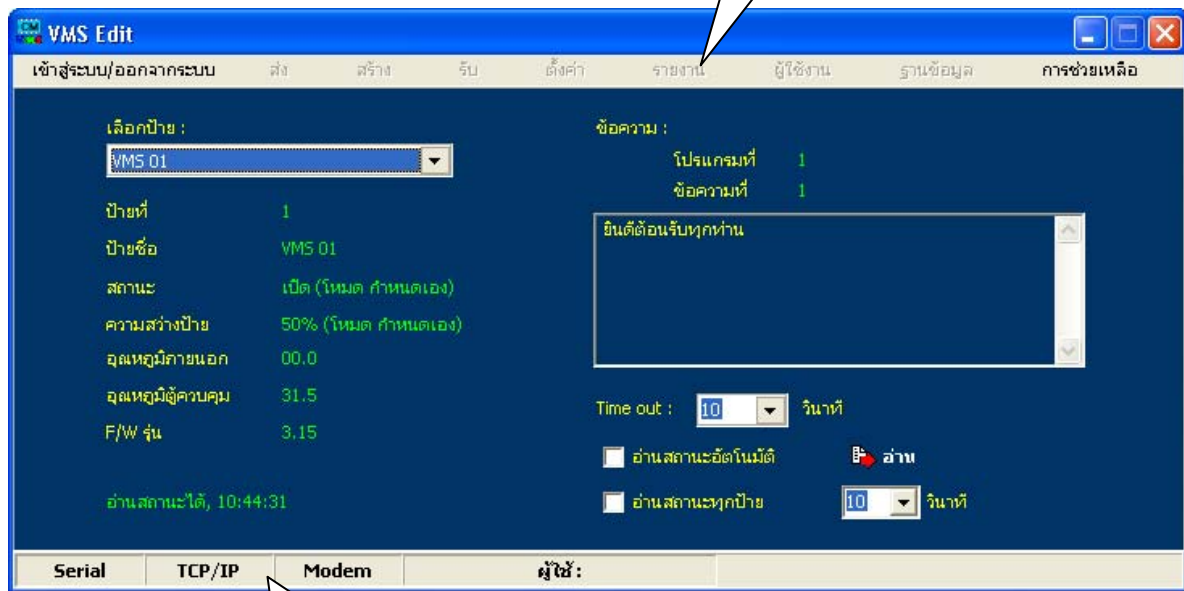 VMS Edit
เข้าสู่ระบบ/ออกจากระบบ ส่ง สร้าง รับ ตั้งค่า รายงาน ผู้ใช้งาน ฐานข้อมูล การช่วยเหลือ
เลือกป้าย :
VMS 01
ป้ายที่ 1
ป้ายชื่อ VMS 01
สถานะ เปิด (โหมด กำหนดเอง)
ความสว่างป้าย 50% (โหมด กำหนดเอง)
อุณหภูมิภายนอก 00.0
อุณหภูมิตู้ควบคุม 31.5
F/W รุ่น 3.15
อ่านสถานะได้, 10:44:31
ข้อความ :
โปรแกรมที่ 1
ข้อความที่ 1
ยินดีต้อนรับทุกท่าน
Time out : 10 วินาที
อ่านสถานะอัตโนมัติ อ่าน
อ่านสถานะทุกป้าย 10 วินาที
Serial TCP/IP Modem ผู้ใช้ :